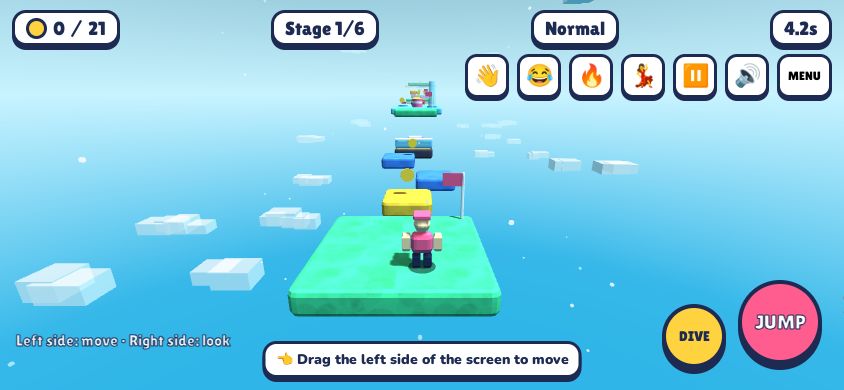 0 / 21
Stage 1/6
Normal
4.2s
MENU
Left side: move · Right side: look
Drag the left side of the screen to move
DIVE
JUMP